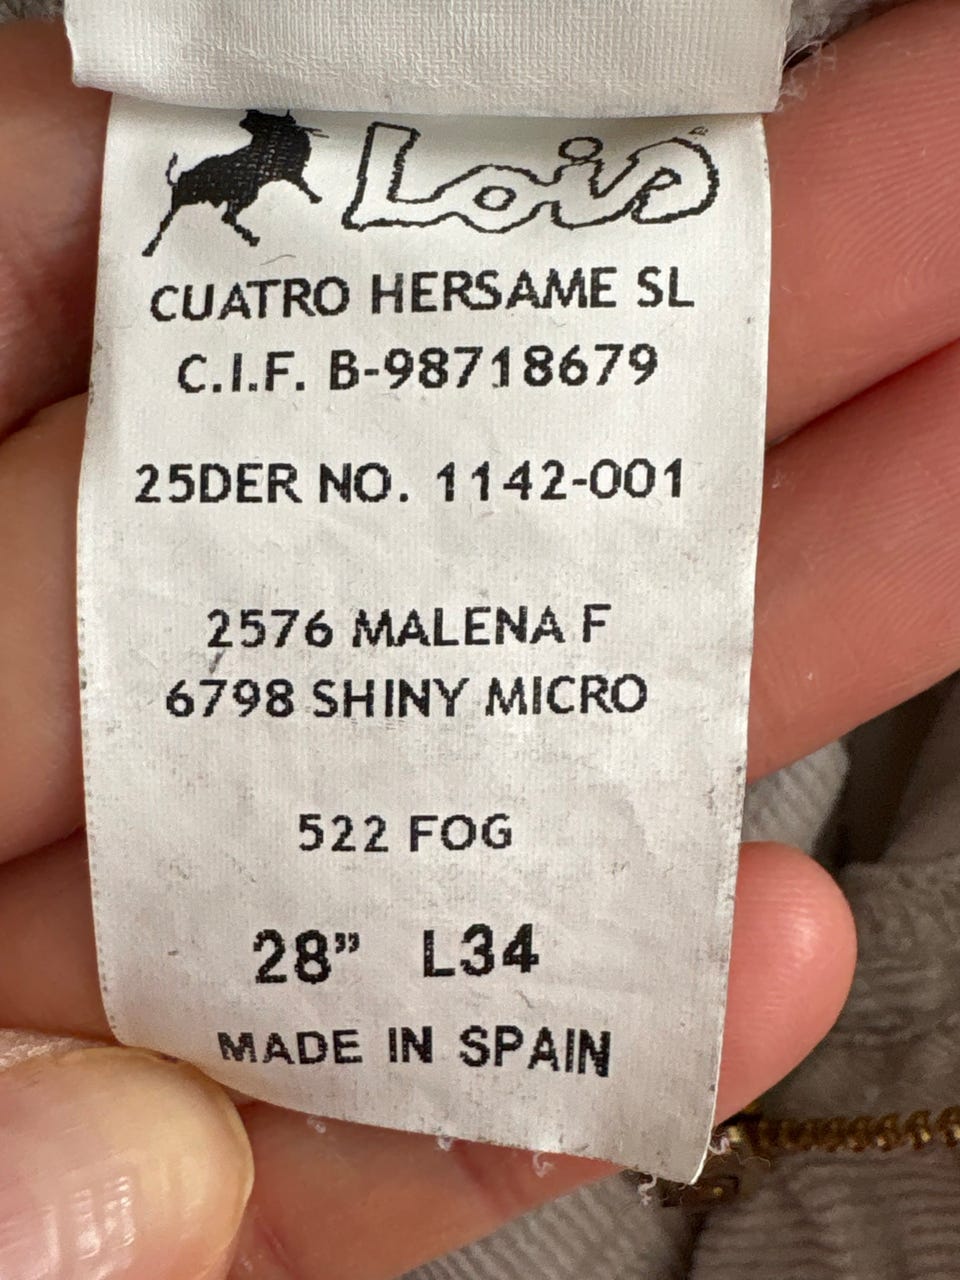 Lois
CUATRO HERSAME SL
C.I.F. B-98718679
25DER NO. 1142-001
2576 MALENA F
6798 SHINY MICRO
522 FOG
28” L34
MADE IN SPAIN